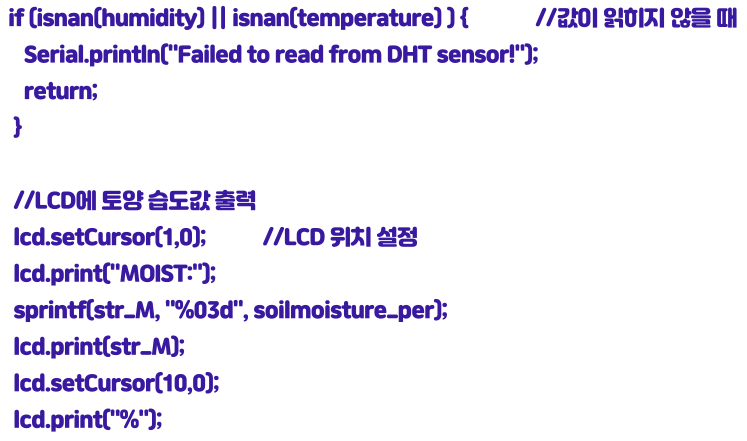 if (isnan(humidity) || isnan(temperature) ) { //값이 읽히지 않을 때
Serial.println("Failed to read from DHT sensor!");
return;
}
//LCD에 토양 습도값 출력
lcd.setCursor(1,0); //LCD 위치 설정
lcd.print("MOIST:");
sprintf(str_M, "%03d", soilmoisture_per);
lcd.print(str_M);
lcd.setCursor(10,0);
lcd.print("%");